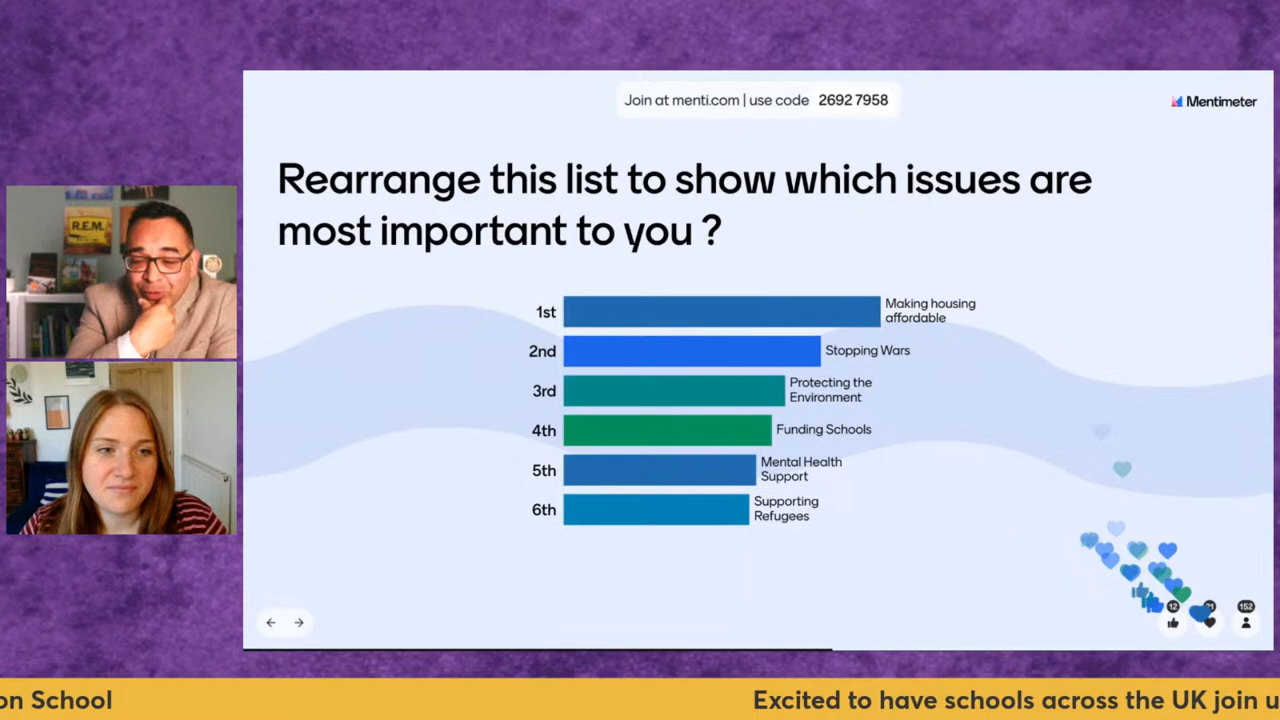 Join at menti.com | use code 2692 7958
Mentimeter
Rearrange this list to show which issues are
most important to you ?
R.E.M.
1st
Making housing
affordable
2nd
Stopping Wars
3rd
Protecting the
Environment
4th
Funding Schools
5th
Mental Health
Support
6th
Supporting
Refugees
12
152
on School
Excited to have schools across the UK join u